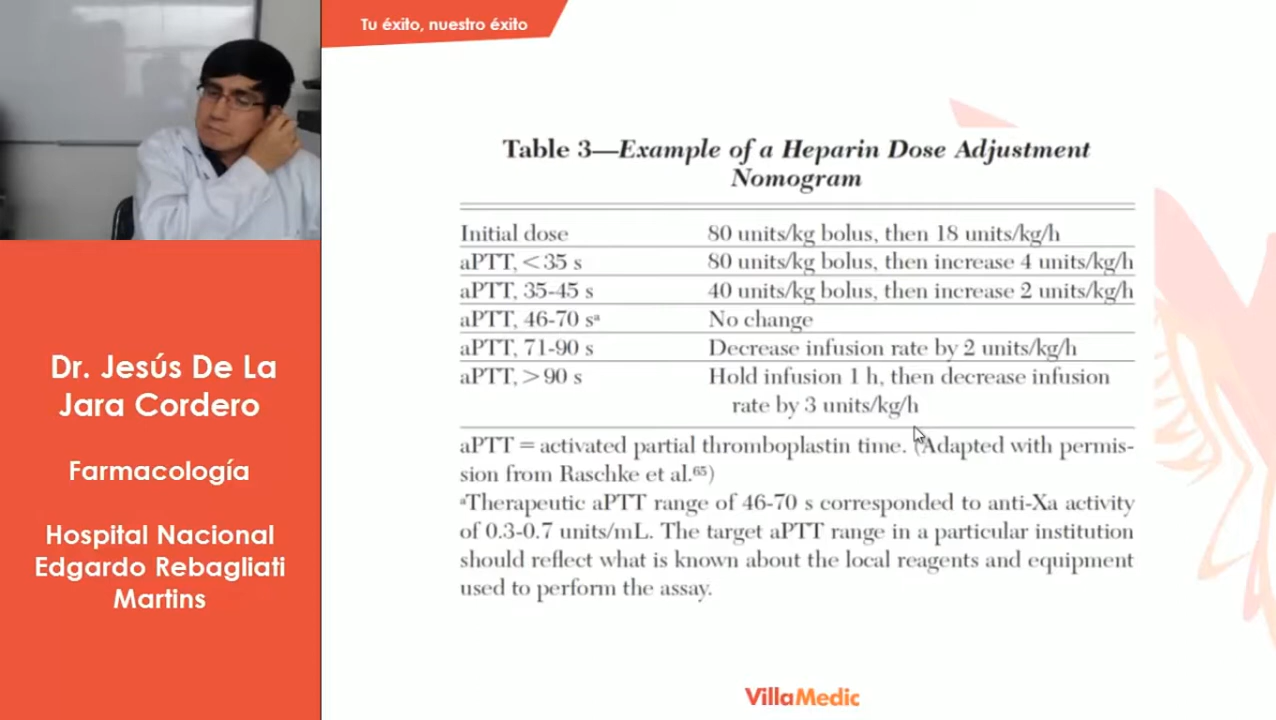 Tu éxito, nuestro éxito
Dr. Jesús De La
Jara Cordero
Farmacología
Hospital Nacional
Edgardo Rebagliati
Martins
Table 3—Example of a Heparin Dose Adjustment
Nomogram
Initial dose 80 units/kg bolus, then 18 units/kg/h
aPTT, <35 s 80 units/kg bolus, then increase 4 units/kg/h
aPTT, 35-45 s 40 units/kg bolus, then increase 2 units/kg/h
aPTT, 46-70 sᵃ No change
aPTT, 71-90 s Decrease infusion rate by 2 units/kg/h
aPTT, >90 s Hold infusion 1 h, then decrease infusion
rate by 3 units/kg/h
aPTT = activated partial thromboplastin time. (Adapted with permis-
sion from Raschke et al.⁶⁵)
ᵃTherapeutic aPTT range of 46-70 s corresponded to anti-Xa activity
of 0.3-0.7 units/mL. The target aPTT range in a particular institution
should reflect what is known about the local reagents and equipment
used to perform the assay.
VillaMedic